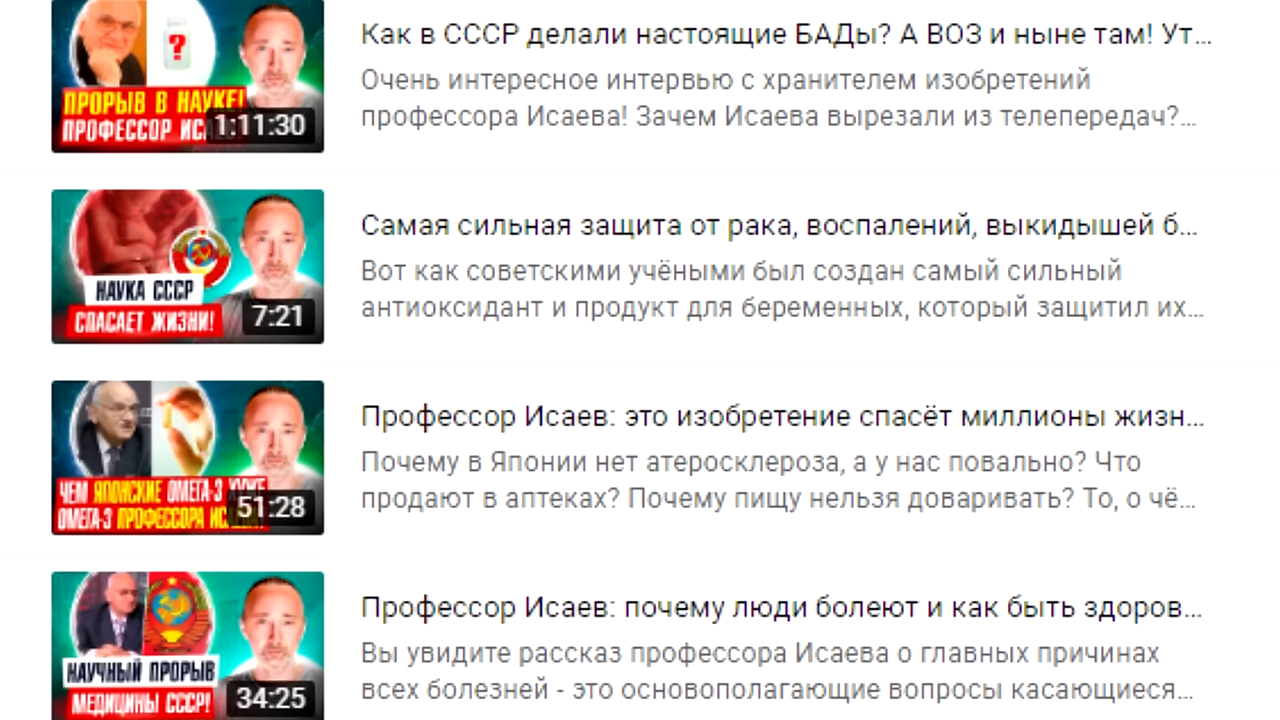 ПРОРЫВ В НАУКЕ!
ПРОФЕССОР
1:11:30
Как в СССР делали настоящие БАДы? А ВОЗ и ныне там! Ут...
Очень интересное интервью с хранителем изобретений
профессора Исаева! Зачем Исаева вырезали из телепередач?...
НАУКА СССР
СПАСАЕТ ЖИЗНИ!
7:21
Самая сильная защита от рака, воспалений, выкидышей б...
Вот как советскими учёными был создан самый сильный
антиоксидант и продукт для беременных, который защитил их...
ЧЕМ ЯПОНСКИЕ ОМЕГА-3 ХУЖЕ
ОМЕГА-3 ПРОФЕССОРА
51:28
Профессор Исаев: это изобретение спасёт миллионы жизн...
Почему в Японии нет атеросклероза, а у нас повально? Что
продают в аптеках? Почему пищу нельзя доваривать? То, о чё...
НАУЧНЫЙ ПРОРЫВ
МЕДИЦИНЫ СССР!
34:25
Профессор Исаев: почему люди болеют и как быть здоров...
Вы увидите рассказ профессора Исаева о главных причинах
всех болезней - это основополагающие вопросы касающиеся...